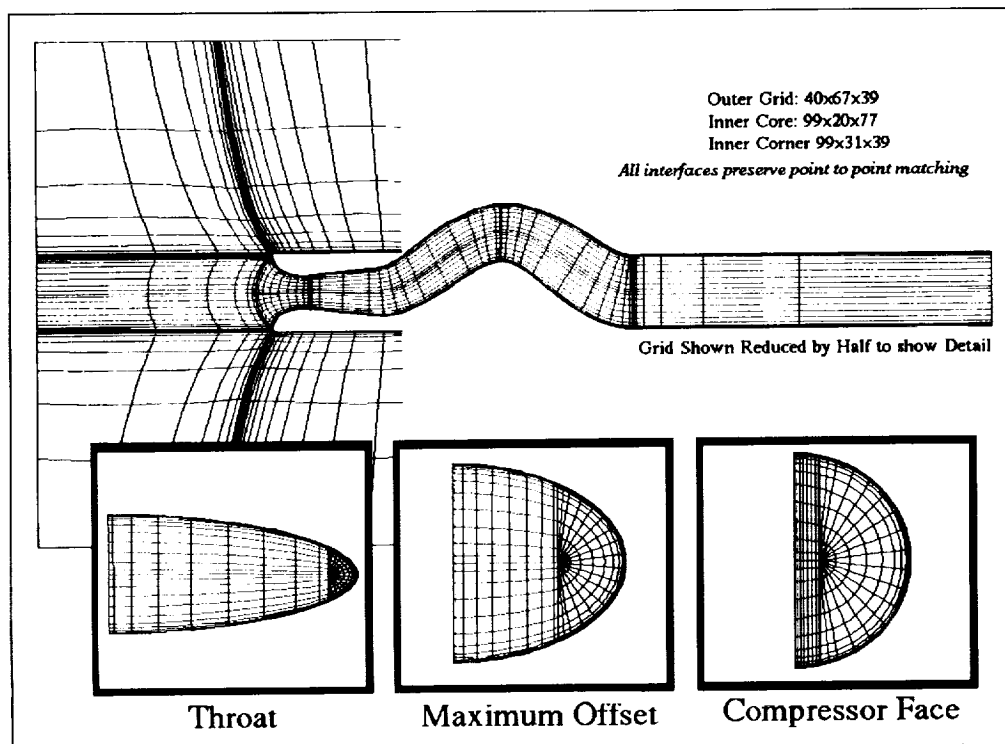 Outer Grid: 40x67x39
Inner Core: 99x20x77
Inner Corner 99x31x39
All interfaces preserve point to point matching
Grid Shown Reduced by Half to show Detail
Throat
Maximum Offset
Compressor Face